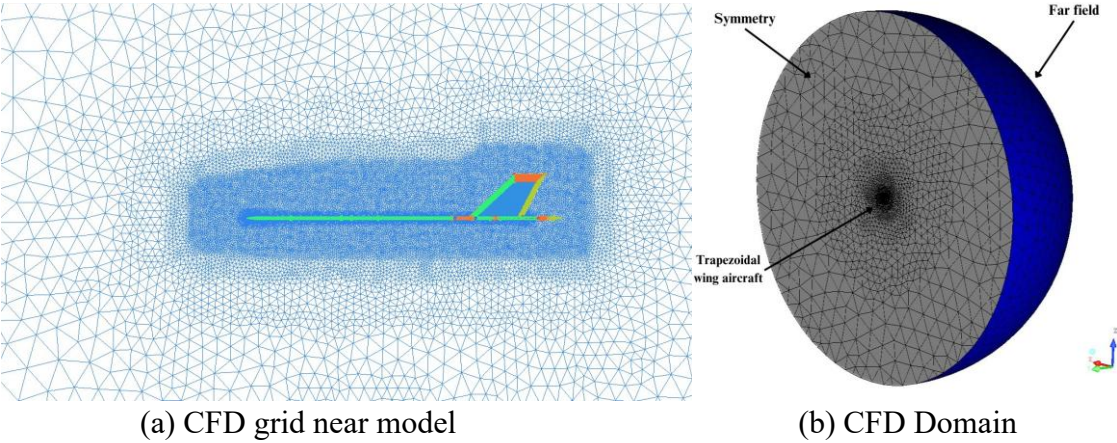 Symmetry
Far field
Trapezoidal
wing aircraft
(a) CFD grid near model
(b) CFD Domain